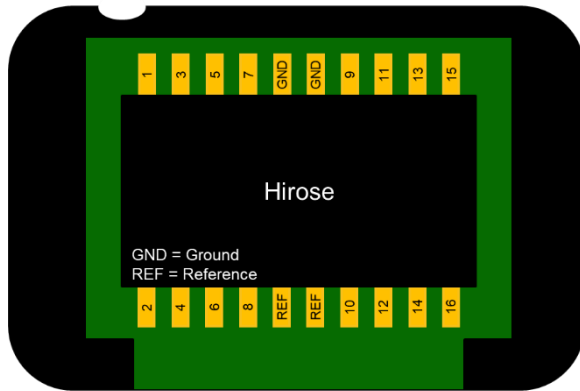 1 3 5 7 GND GND 9 11 13 15
Hirose
GND = Ground
REF = Reference
2 4 6 8 REF REF 10 12 14 16